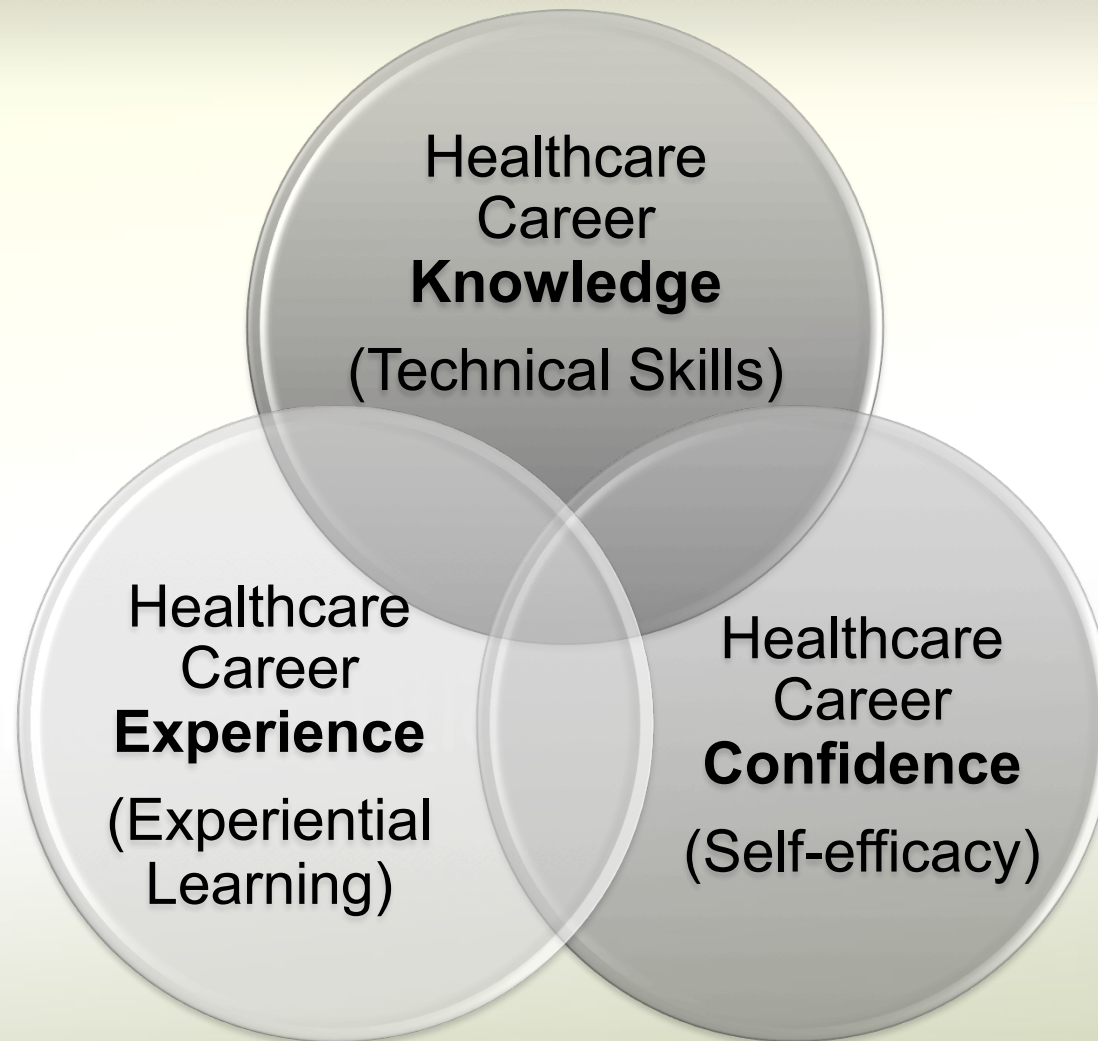 Healthcare
Career
Knowledge
(Technical Skills)
Healthcare
Career
Experience
(Experiential
Learning)
Healthcare
Career
Confidence
(Self-efficacy)